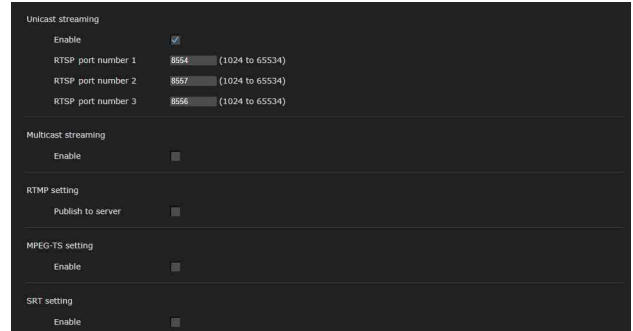 Unicast streaming
Enable
RTSP port number 1 8554 (1024 to 65534)
RTSP port number 2 8557 (1024 to 65534)
RTSP port number 3 8556 (1024 to 65534)
Multicast streaming
Enable
RTMP setting
Publish to server
MPEG-TS setting
Enable
SRT setting
Enable